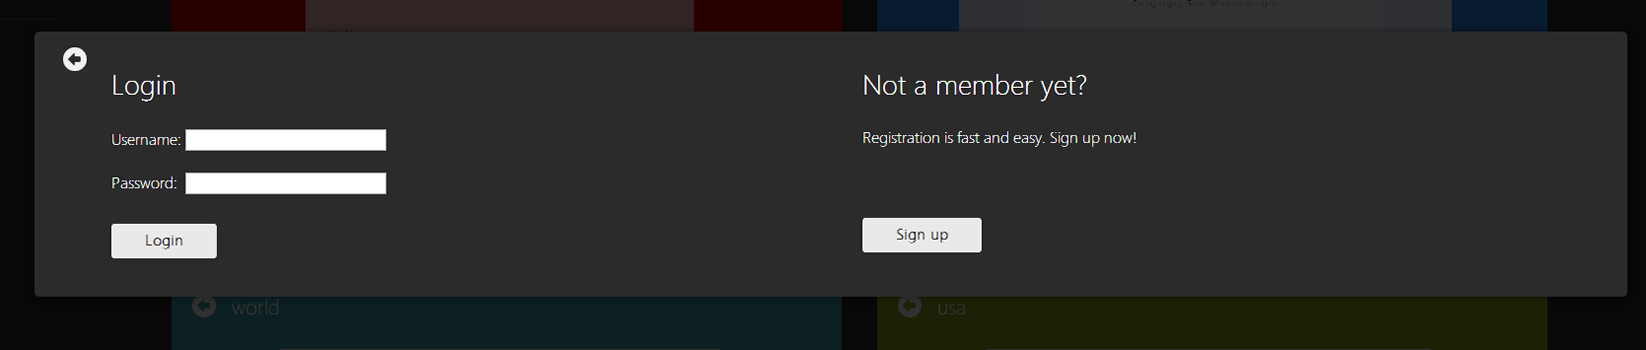 Login
Username:
Password:
Login
Not a member yet?
Registration is fast and easy. Sign up now!
Sign up
world
usa